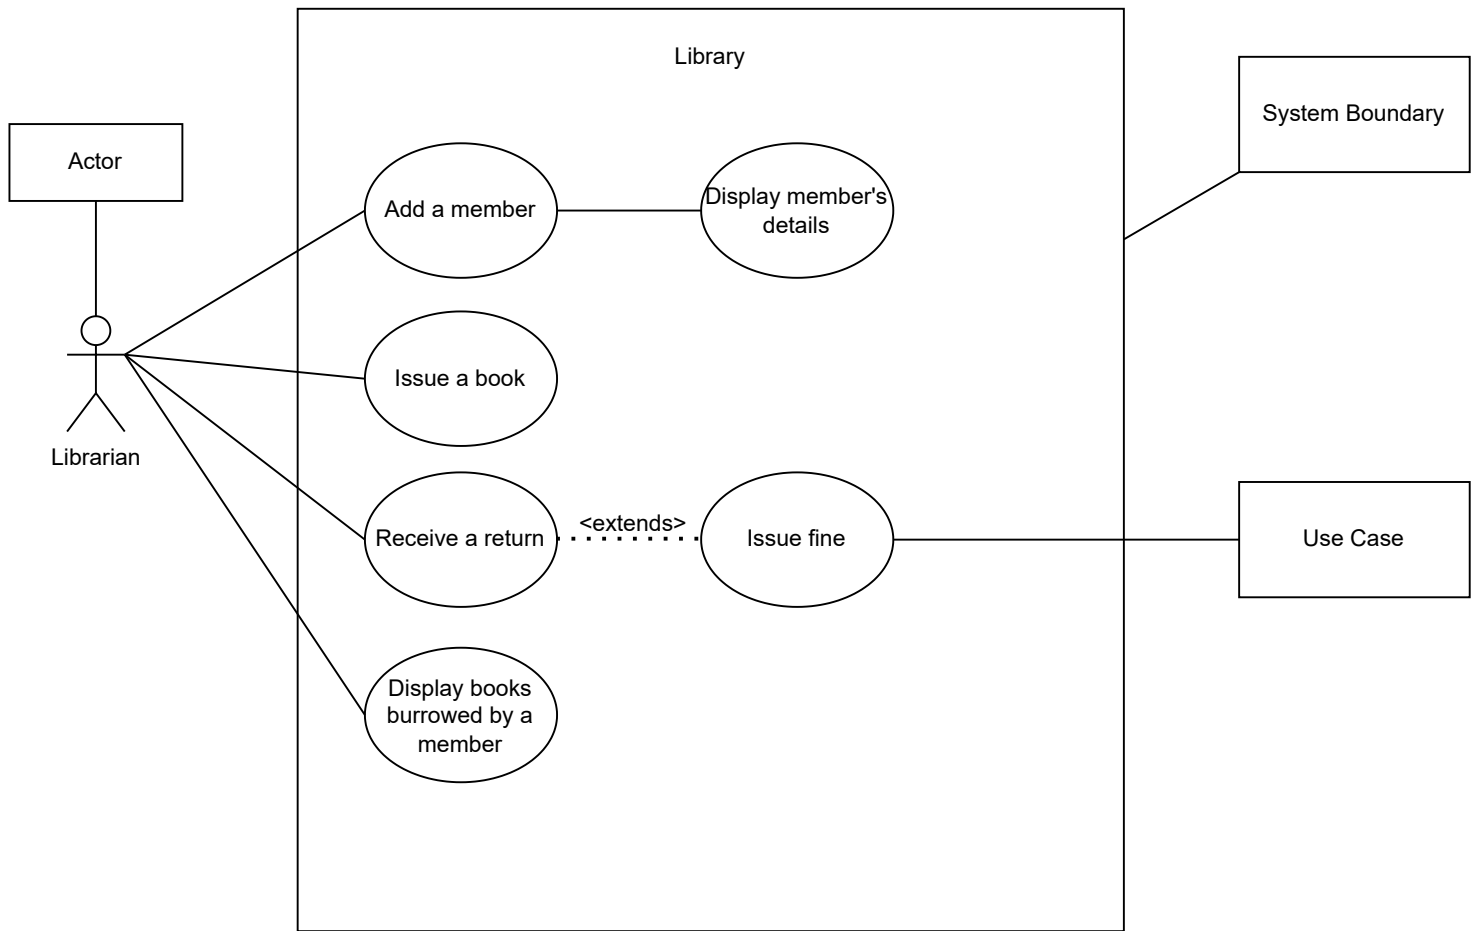 Library
System Boundary
Actor
Add a member
Display member's
details
Issue a book
Librarian
<extends>
Receive a return
Issue fine
Use Case
Display books
burrowed by a
member